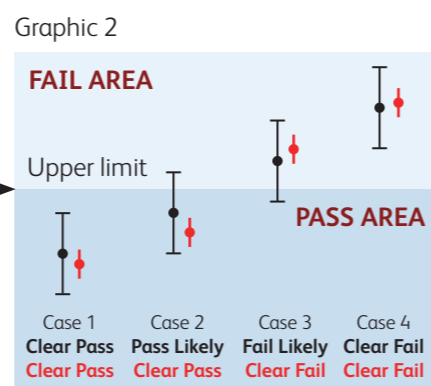 Graphic 2
FAIL AREA
Upper limit
PASS AREA
Case 1 Case 2 Case 3 Case 4
Clear Pass Pass Likely Fail Likely Clear Fail
Clear Pass Clear Pass Clear Fail Clear Fail